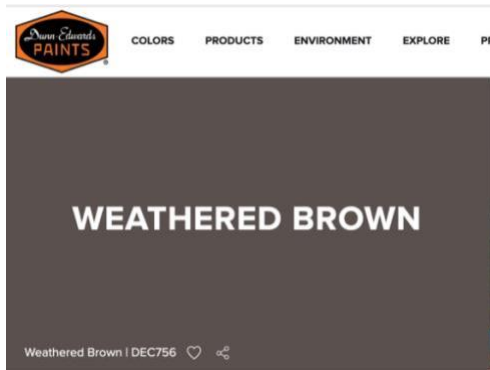 Dunn-Edwards
PAINTS
COLORS PRODUCTS ENVIRONMENT EXPLORE
WEATHERED BROWN
Weathered Brown | DEC756